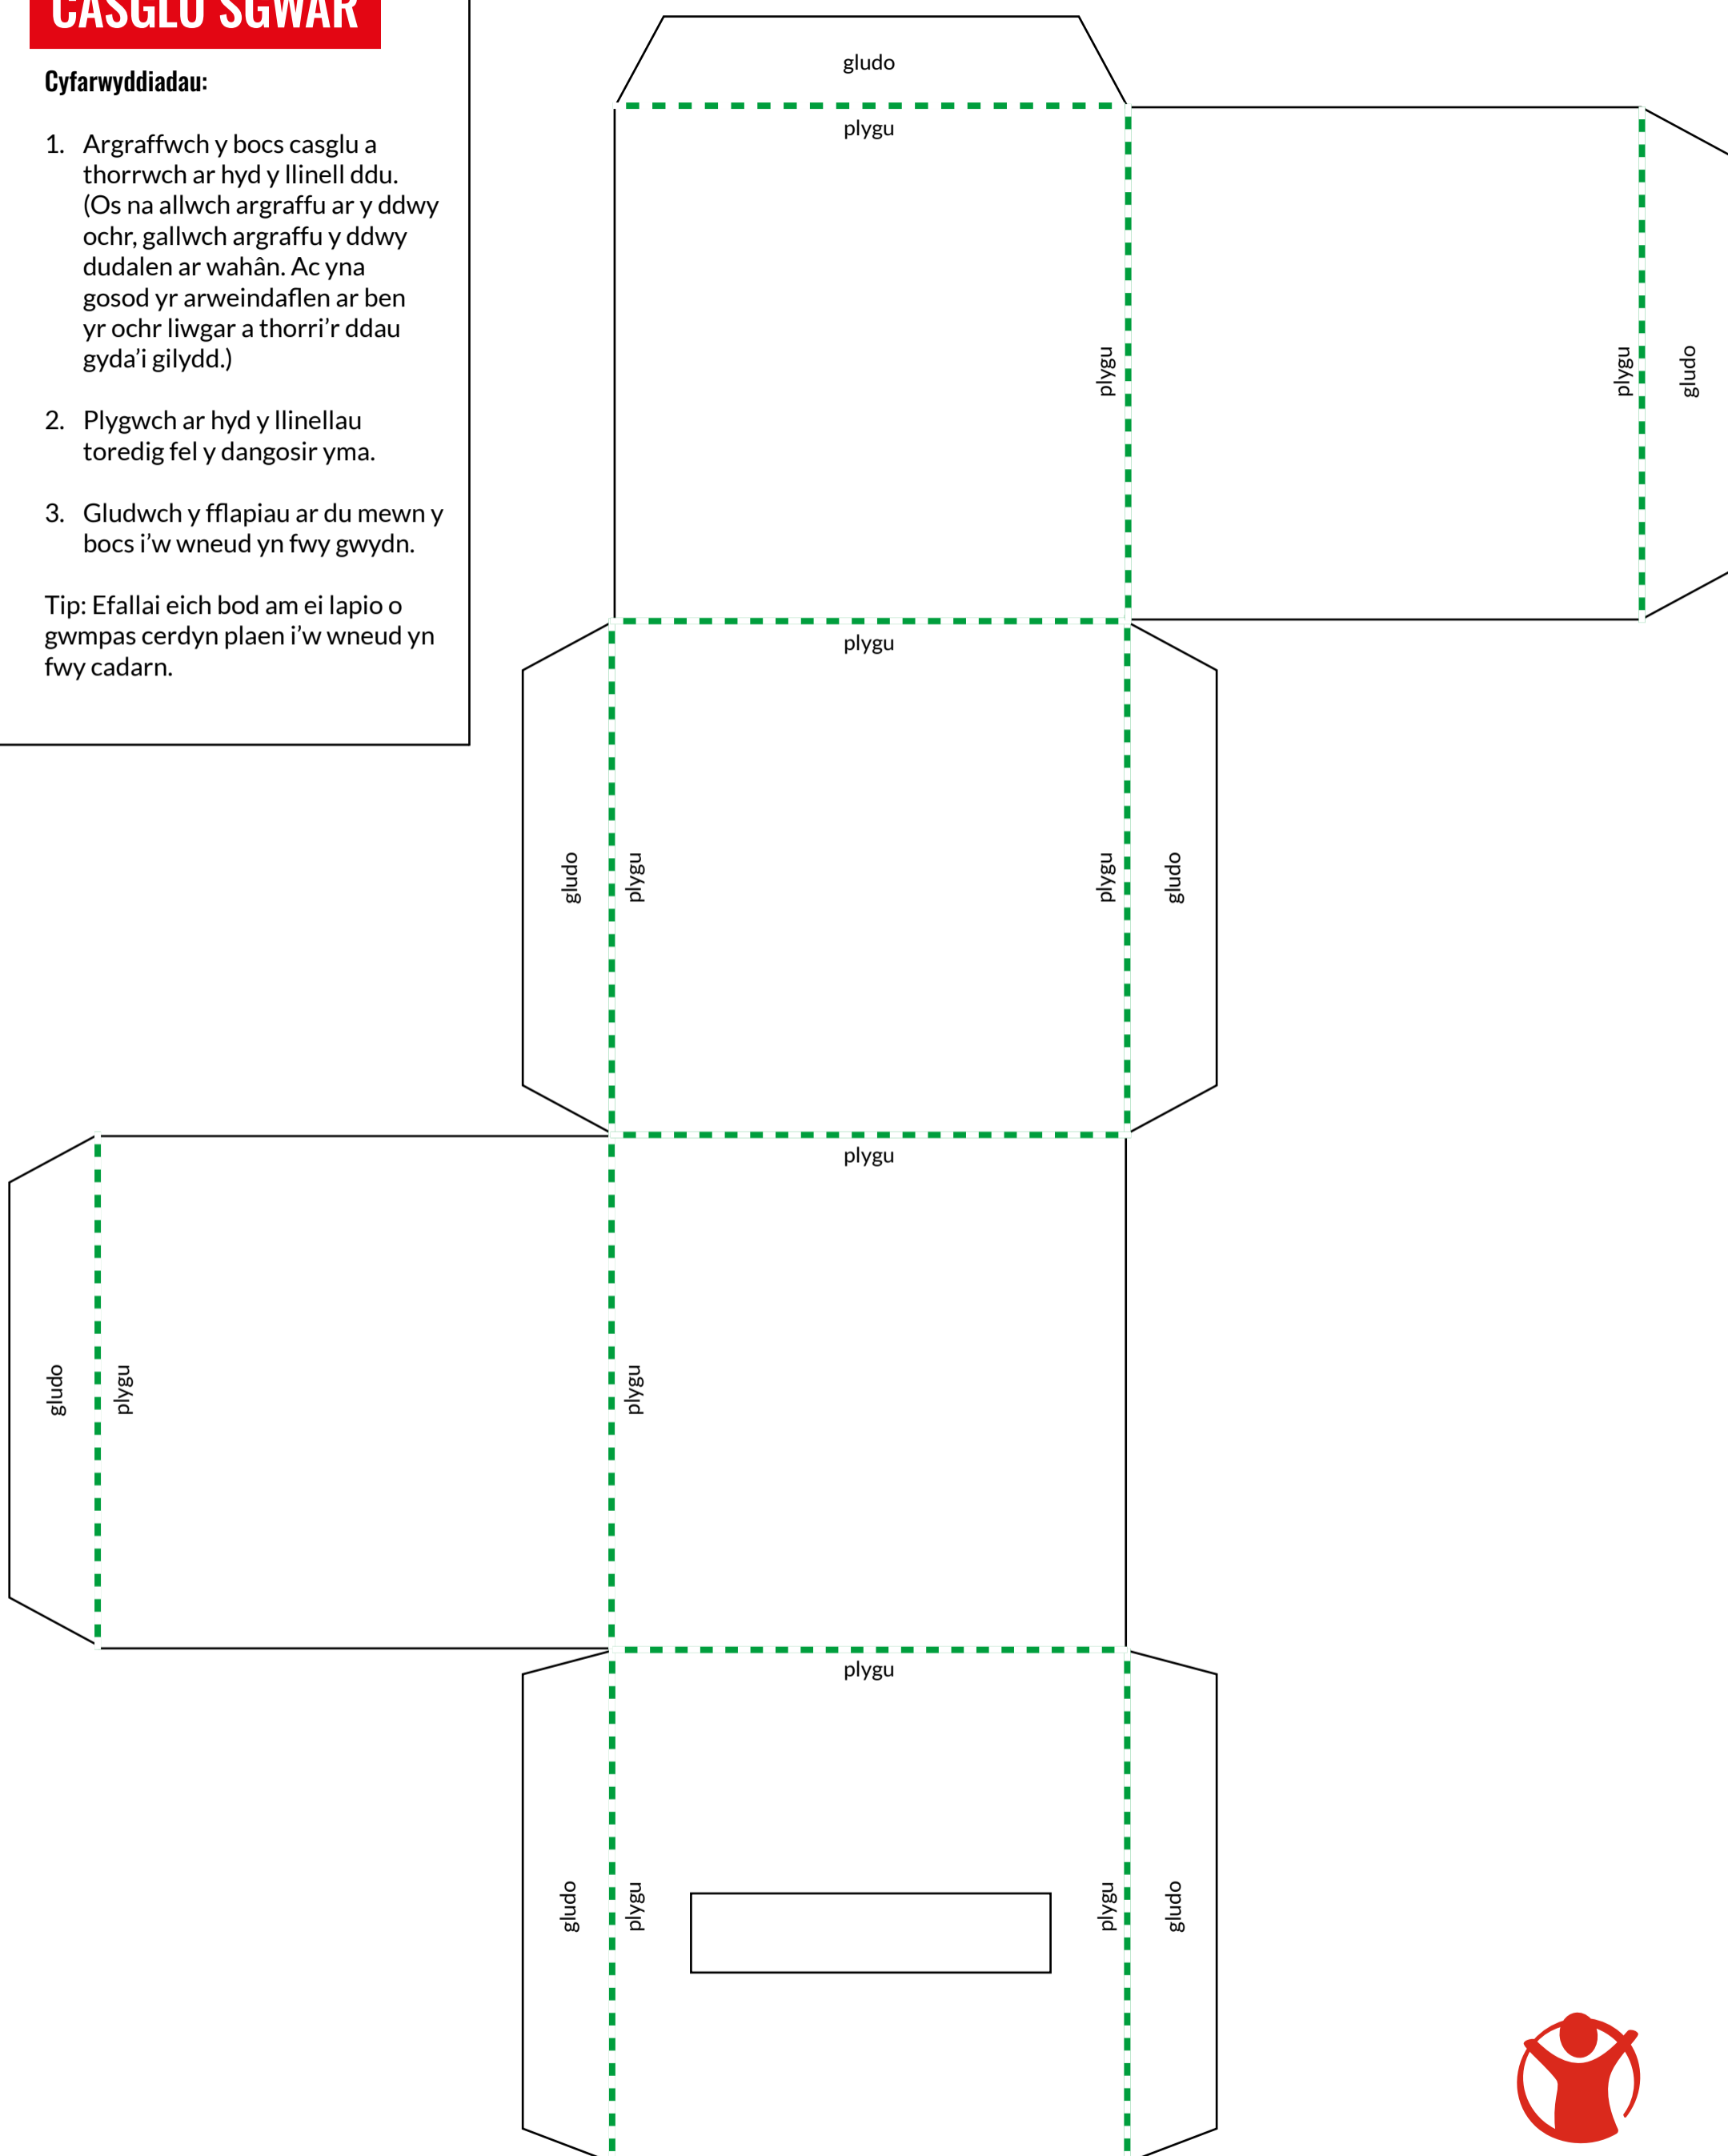 CASGLU SGWÂR
Cyfarwyddiadau:
1. Argraffwch y bocs casglu a
thorrwch ar hyd y llinell ddu.
(Os na allwch argraffu ar y ddwy
ochr, gallwch argraffu y ddwy
dudalen ar wahân. Ac yna
gosod yr arweindaflen ar ben
yr ochr liwgar a thorri’r ddau
gyda’i gilydd.)
2. Plygwch ar hyd y llinellau
toredig fel y dangosir yma.
3. Gludwch y fflapiau ar du mewn y
bocs i’w wneud yn fwy gwydn.
Tip: Efallai eich bod am ei lapio o
gwmpas cerdyn plaen i’w wneud yn
fwy cadarn.
gludo
plygu
plygu
plygu
gludo
plygu
gludo
plygu
plygu
gludo
plygu
gludo
plygu
plygu
plygu
gludo
plygu
plygu
gludo